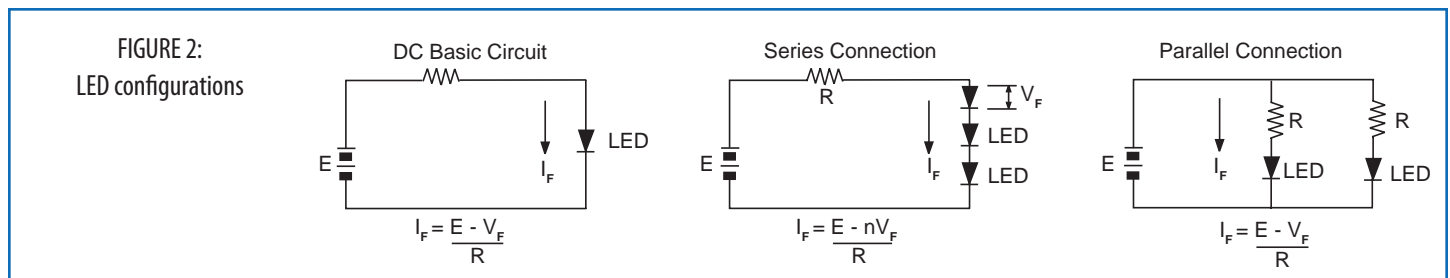 FIGURE 2:
LED configurations
DC Basic Circuit
E
I_F
LED
I_F = E - V_F
R
Series Connection
R
V_F
LED
LED
E
I_F
I_F = E - nV_F
R
Parallel Connection
R
R
E
I_F
LED
LED
I_F = E - V_F
R